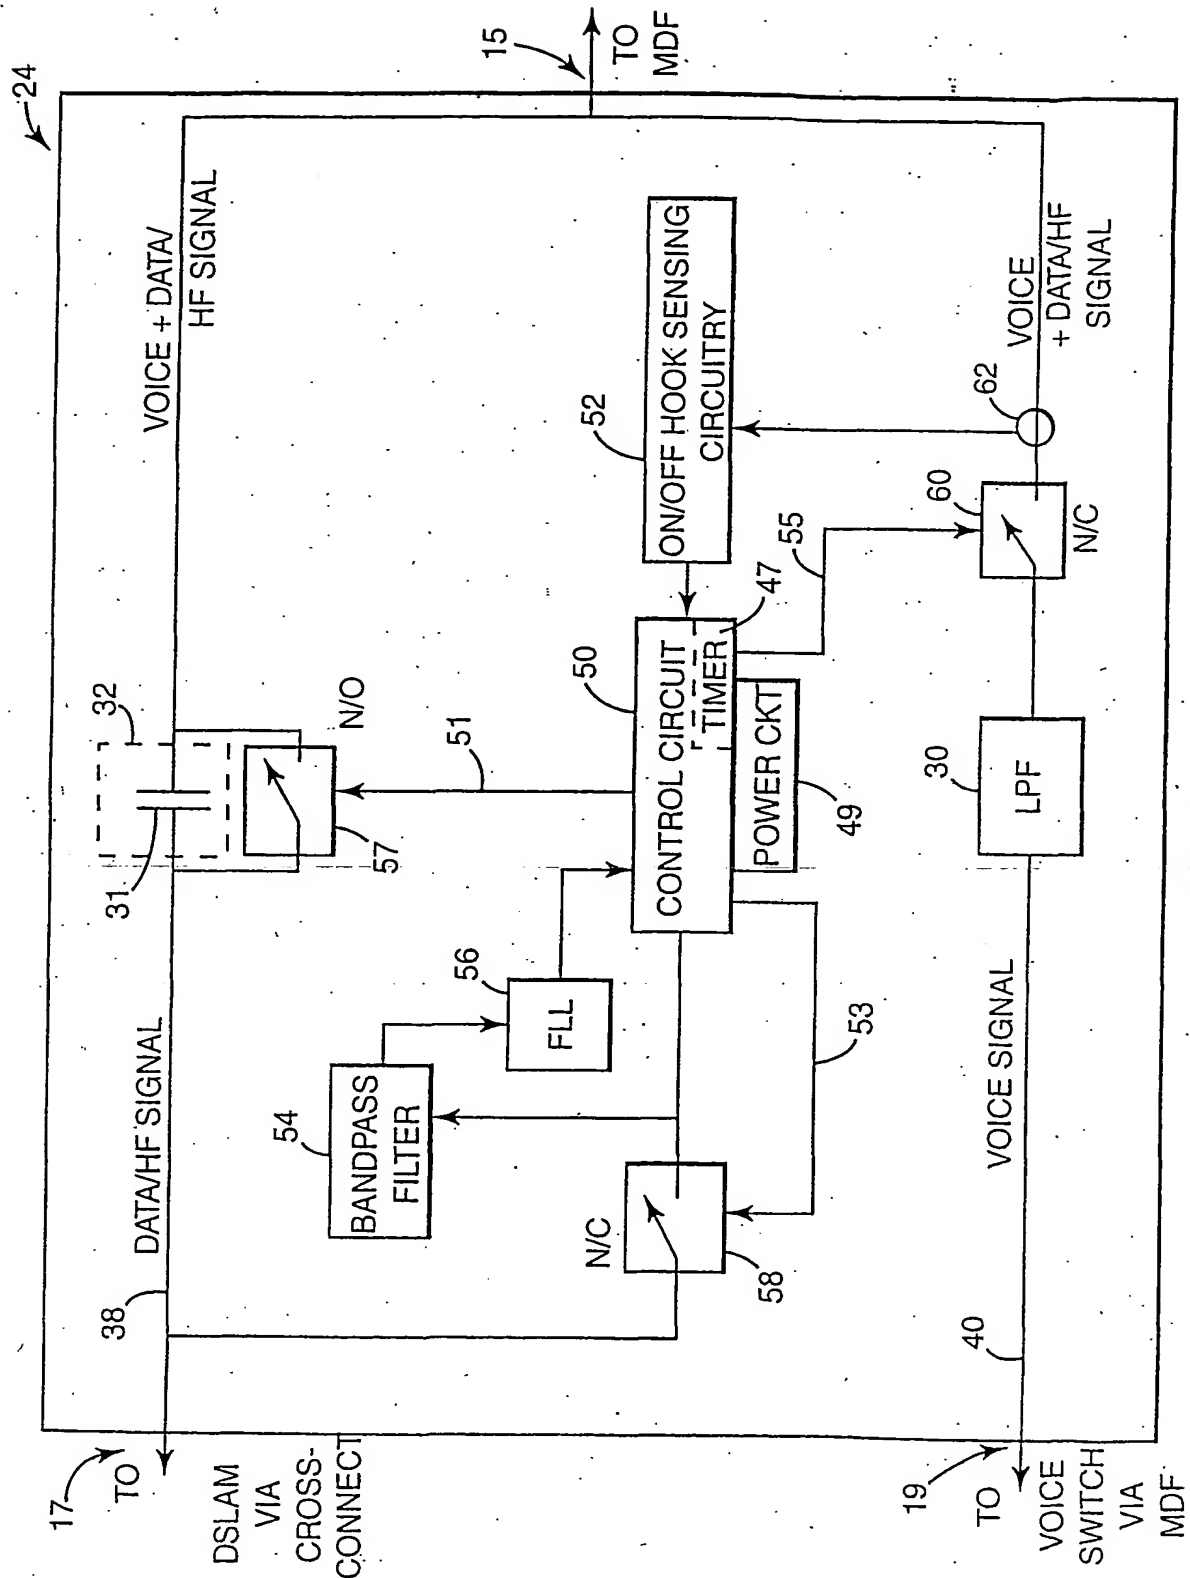 24
15
TO
MDF
VOICE + DATA/
HF SIGNAL
32
31
N/O
57
51
DATA/HF SIGNAL
38
17
TO
DSLAM
VIA
CROSS-
CONNECT
ON/OFF HOOK SENSING
CIRCUITRY
52
50
CONTROL CIRCUIT
TIMER
47
POWER CKT
49
55
56
FLL
54
BANDPASS
FILTER
53
N/C
58
VOICE
+ DATA/HF
SIGNAL
62
60
N/C
30
LPF
VOICE SIGNAL
40
19
TO
VOICE
SWITCH
VIA
MDF